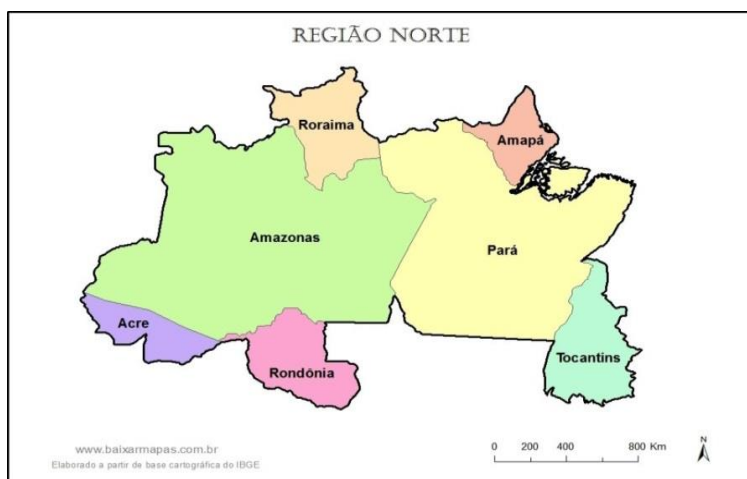 REGIÃO NORTE
Roraima
Amapá
Amazonas
Pará
Acre
Rondônia
Tocantins
www.baixarmapas.com.br
Elaborado a partir de base cartográfica do IBGE
0 200 400 800 Km
N